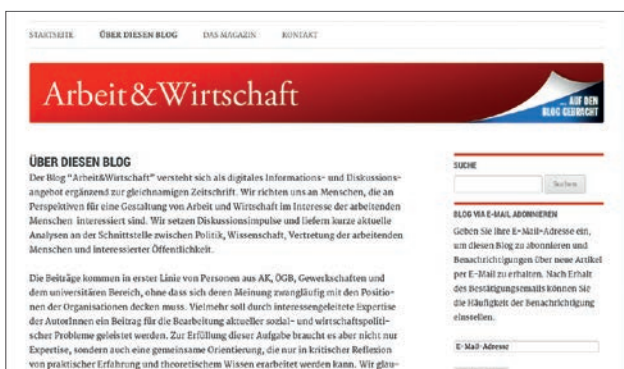 STARTSEITE ÜBER DIESEN BLOG DAS MAGAZIN KONTAKT
Arbeit&Wirtschaft
... AUF DEN
BLOG GEBRACHT
ÜBER DIESEN BLOG
Der Blog "Arbeit&Wirtschaft" versteht sich als digitales Informations- und Diskussions-
angebot ergänzend zur gleichnamigen Zeitschrift. Wir richten uns an Menschen, die an
Perspektiven für eine Gestaltung von Arbeit und Wirtschaft im Interesse der arbeitenden
Menschen interessiert sind. Wir setzen Diskussionsimpulse und liefern kurze aktuelle
Analysen an der Schnittstelle zwischen Politik, Wissenschaft, Vertretung der arbeitenden
Menschen und interessierter Öffentlichkeit.
Die Beiträge kommen in erster Linie von Personen aus AK, ÖGB, Gewerkschaften und
dem universitären Bereich, ohne dass sich deren Meinung zwangläufig mit den Positio-
nen der Organisationen decken muss. Vielmehr soll durch interessengeleitete Expertise
der AutorInnen ein Beitrag für die Bearbeitung aktueller sozial- und wirtschaftspoliti-
scher Probleme geleistet werden. Zur Erfüllung dieser Aufgabe braucht es aber nicht nur
Expertise, sondern auch eine gemeinsame Orientierung, die nur in kritischer Reflexion
von praktischer Erfahrung und theoretischem Wissen erarbeitet werden kann. Wir glau-
SUCHE
Suchen
BLOG VIA E-MAIL ABONNIEREN
Geben Sie Ihre E-Mail-Adresse ein,
um diesen Blog zu abonnieren und
Benachrichtigungen über neue Artikel
per E-Mail zu erhalten. Nach Erhalt
des Bestätigungsemails können Sie
die Häufigkeit der Benachrichtigung
einstellen.
E-Mail-Adresse